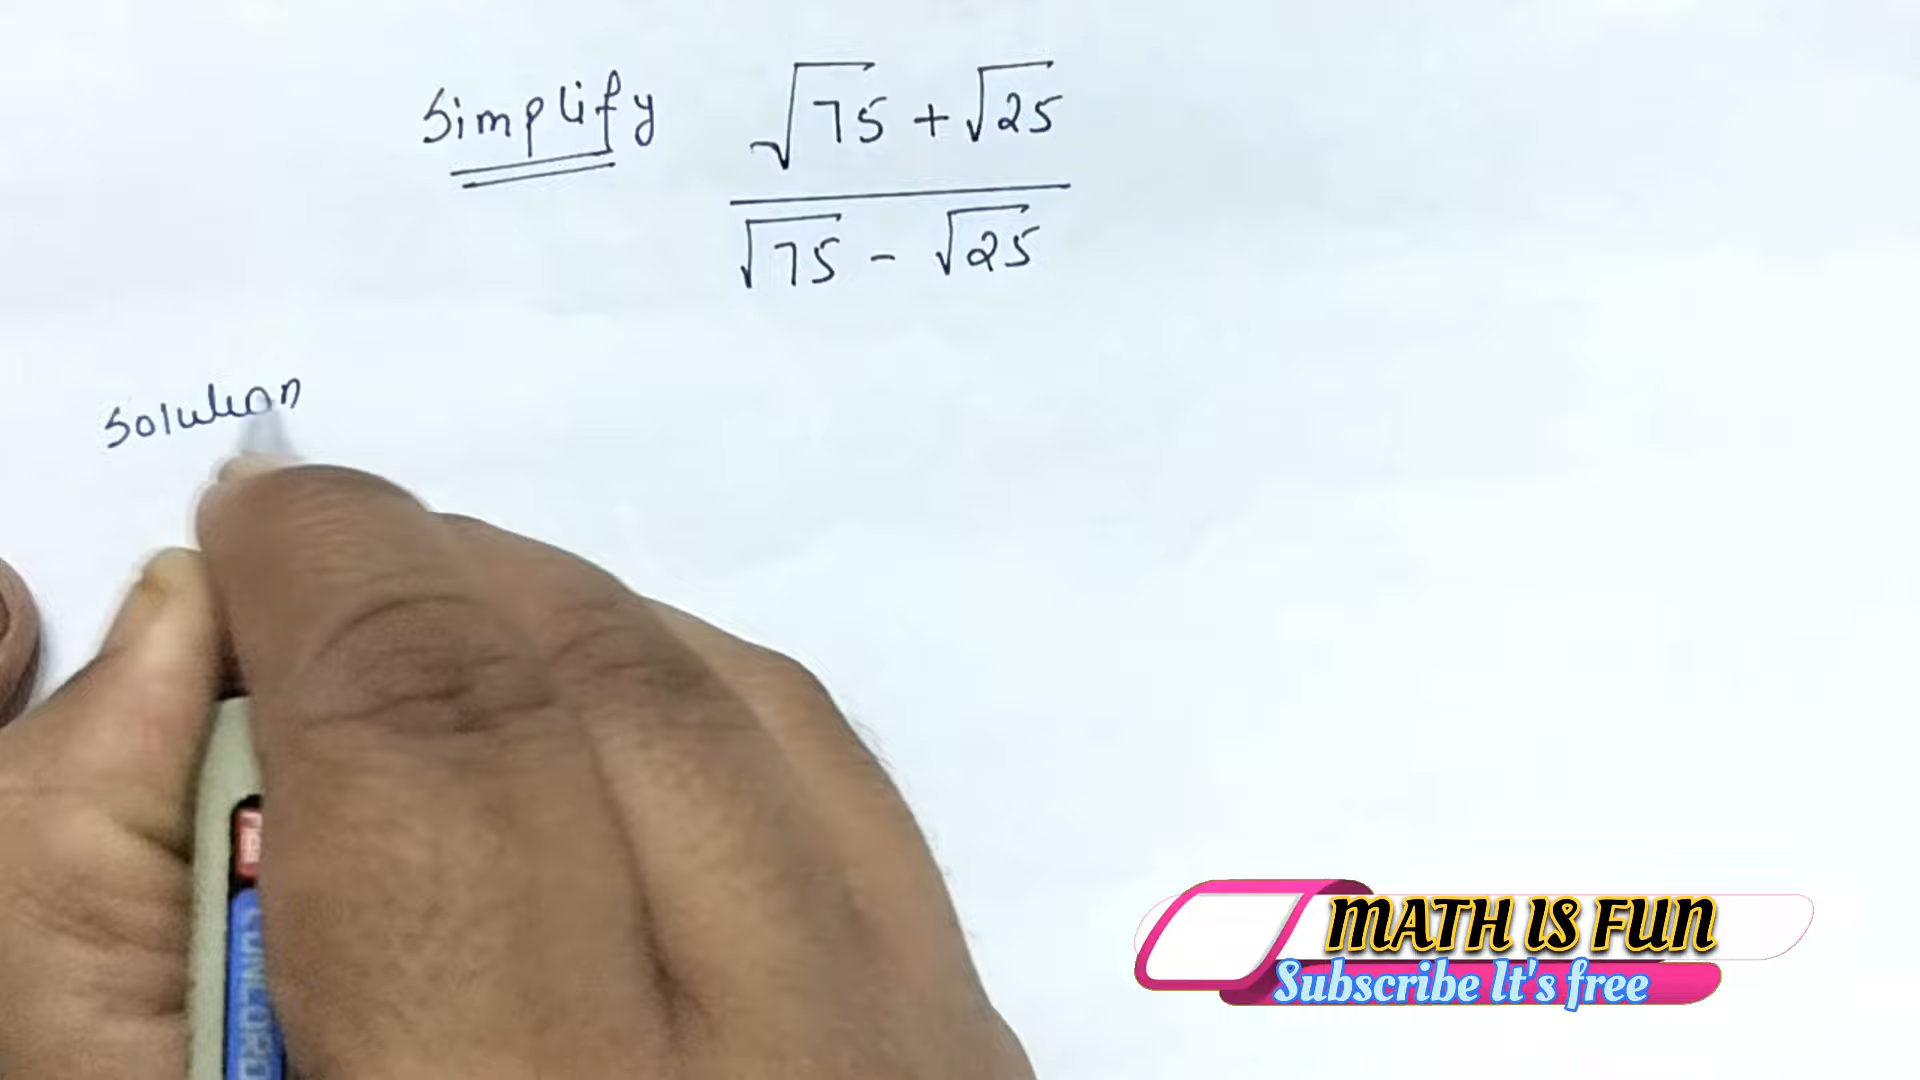 Simplify √75 + √25
√75 - √25
Solution
MATH IS FUN
Subscribe It's free